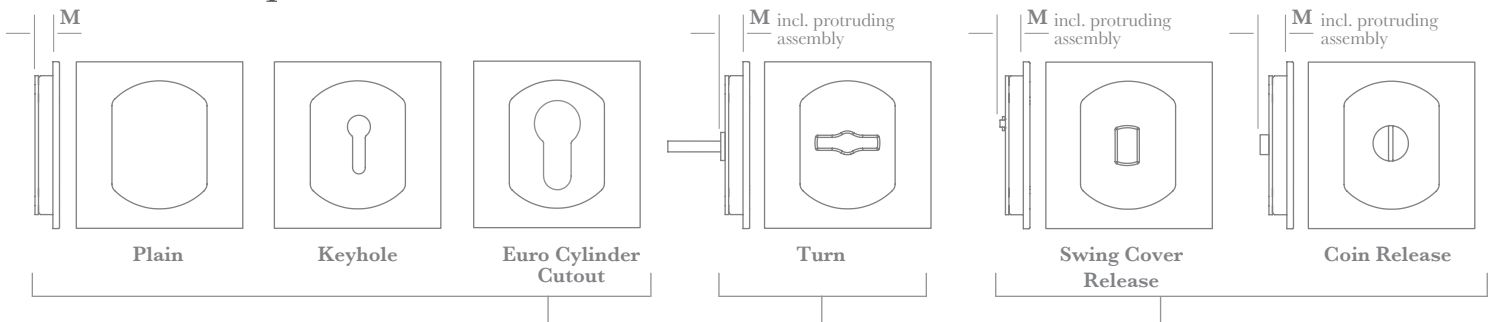 M
M incl. protruding
assembly
M incl. protruding
assembly
M incl. protruding
assembly
Plain
Keyhole
Euro Cylinder
Cutout
Turn
Swing Cover
Release
Coin Release